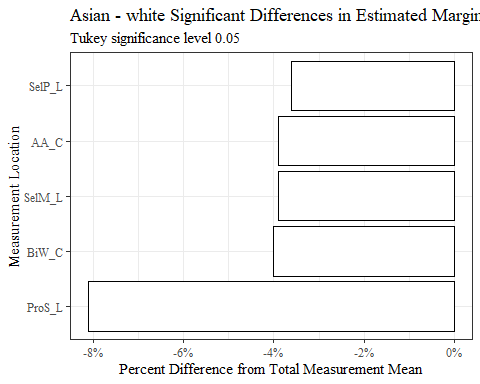 Asian - white Significant Differences in Estimated Margin
Tukey significance level 0.05
Measurement Location
SelP_L
AA_C
SelM_L
BiW_C
ProS_L
-8% -6% -4% -2% 0%
Percent Difference from Total Measurement Mean